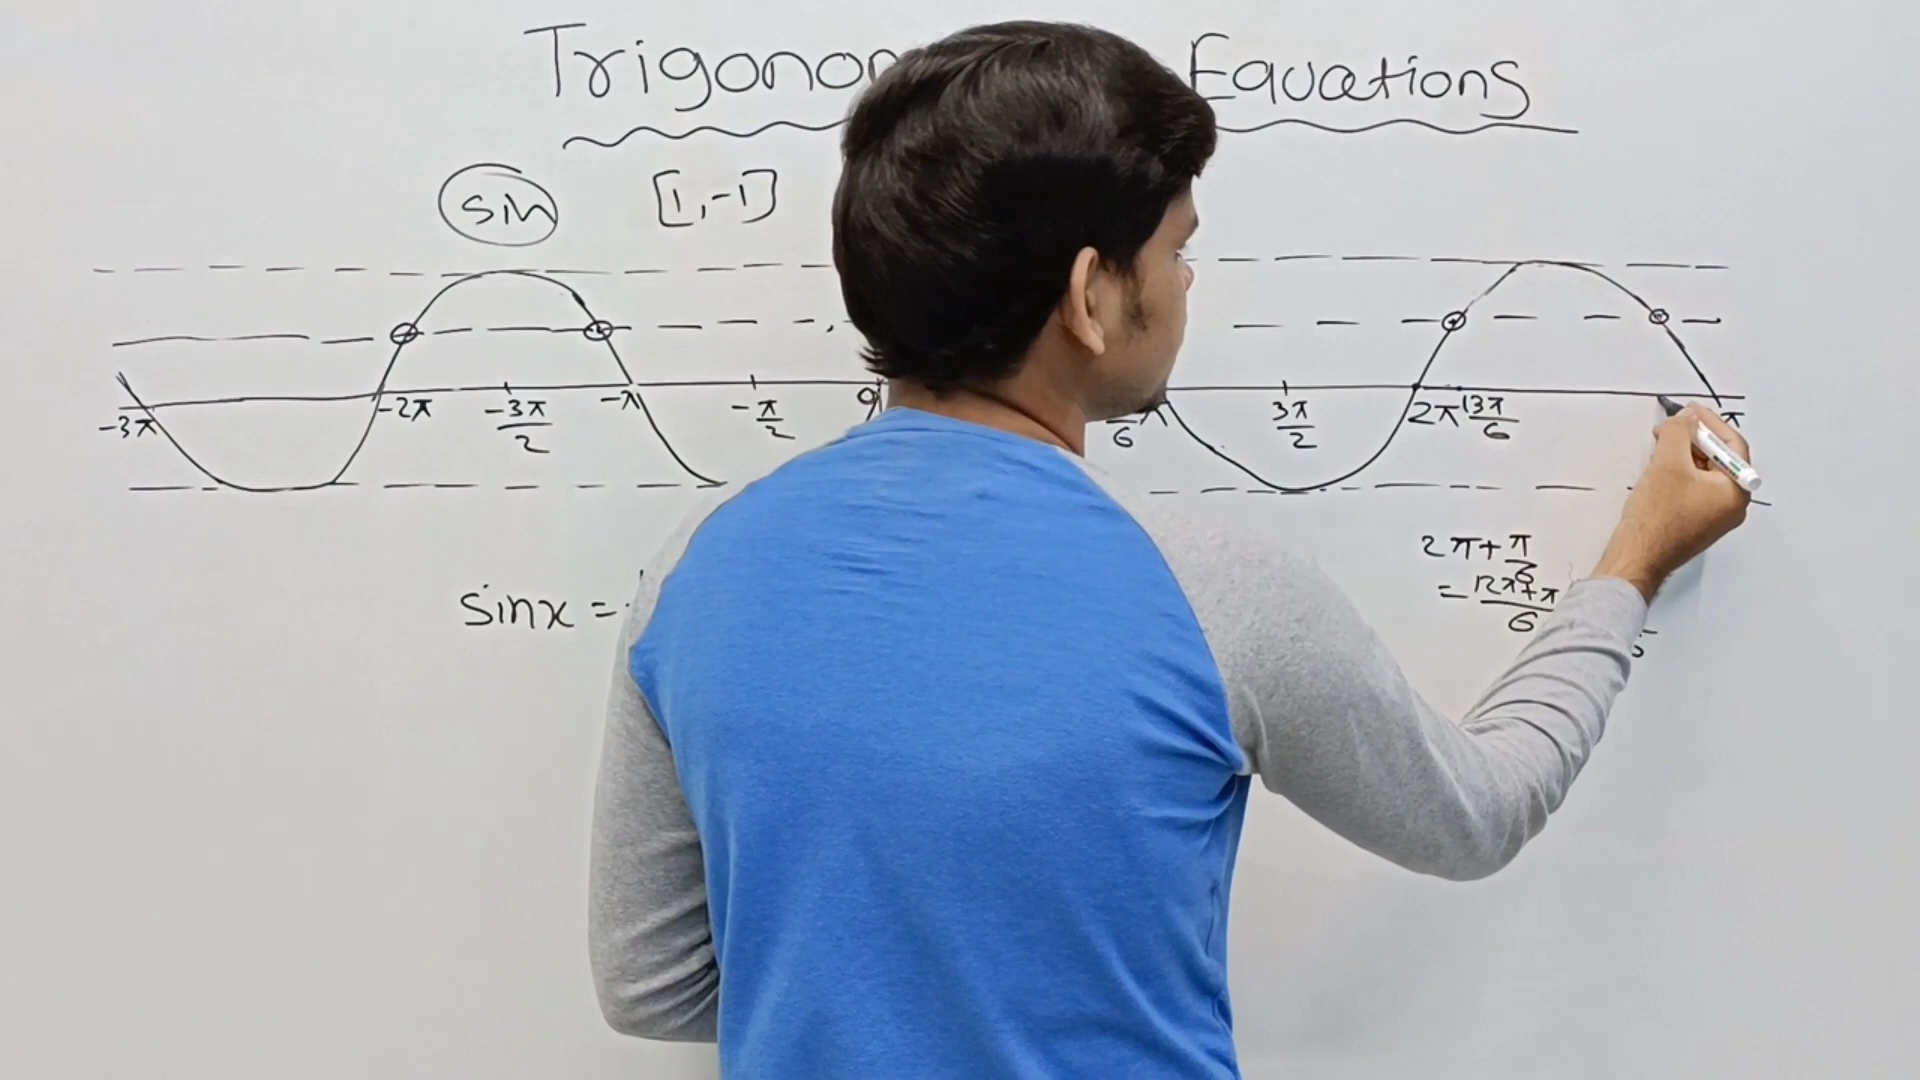 Trigonom Equations
sin [1,-1]
-3π -2π -3π/2 -π -π/2 0 /6 π 3π/2 2π 13π/6 π
2π+π/6
sinx = =12π+π/6